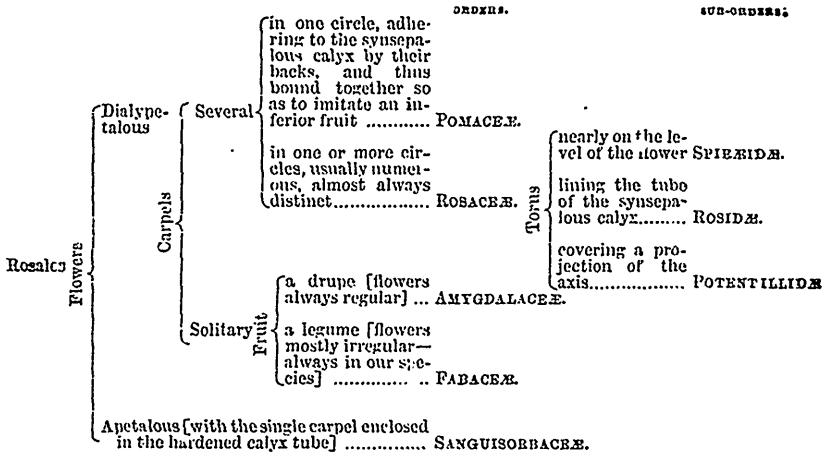 ORDERS. SUB-ORDERS.
in one circle, adhe-
ring to the synsepa-
lous calyx by their
backs, and thus
bound together so
as to imitate an in-
ferior fruit ............ POMACEÆ.
Dialype-
talous
Several
in one or more cir-
cles, usually numer-
ous, almost always
distinct................. ROSACEÆ.
Torus
nearly on the le-
vel of the flower SPIRÆIDÆ.
lining the tube
of the synsepa-
lous calyx......... ROSIDÆ.
covering a pro-
jection of the
axis.................. POTENTILLIDÆ
Carpels
Rosales
Flowers
Solitary
Fruit
a drupe [flowers
always regular] ... AMYGDALACEÆ.
a legume [flowers
mostly irregular—
always in our spe-
cies] .............. .. FABACEÆ.
Apetalous [with the single carpel enclosed
in the hardened calyx tube] ............... SANGUISORBACEÆ.